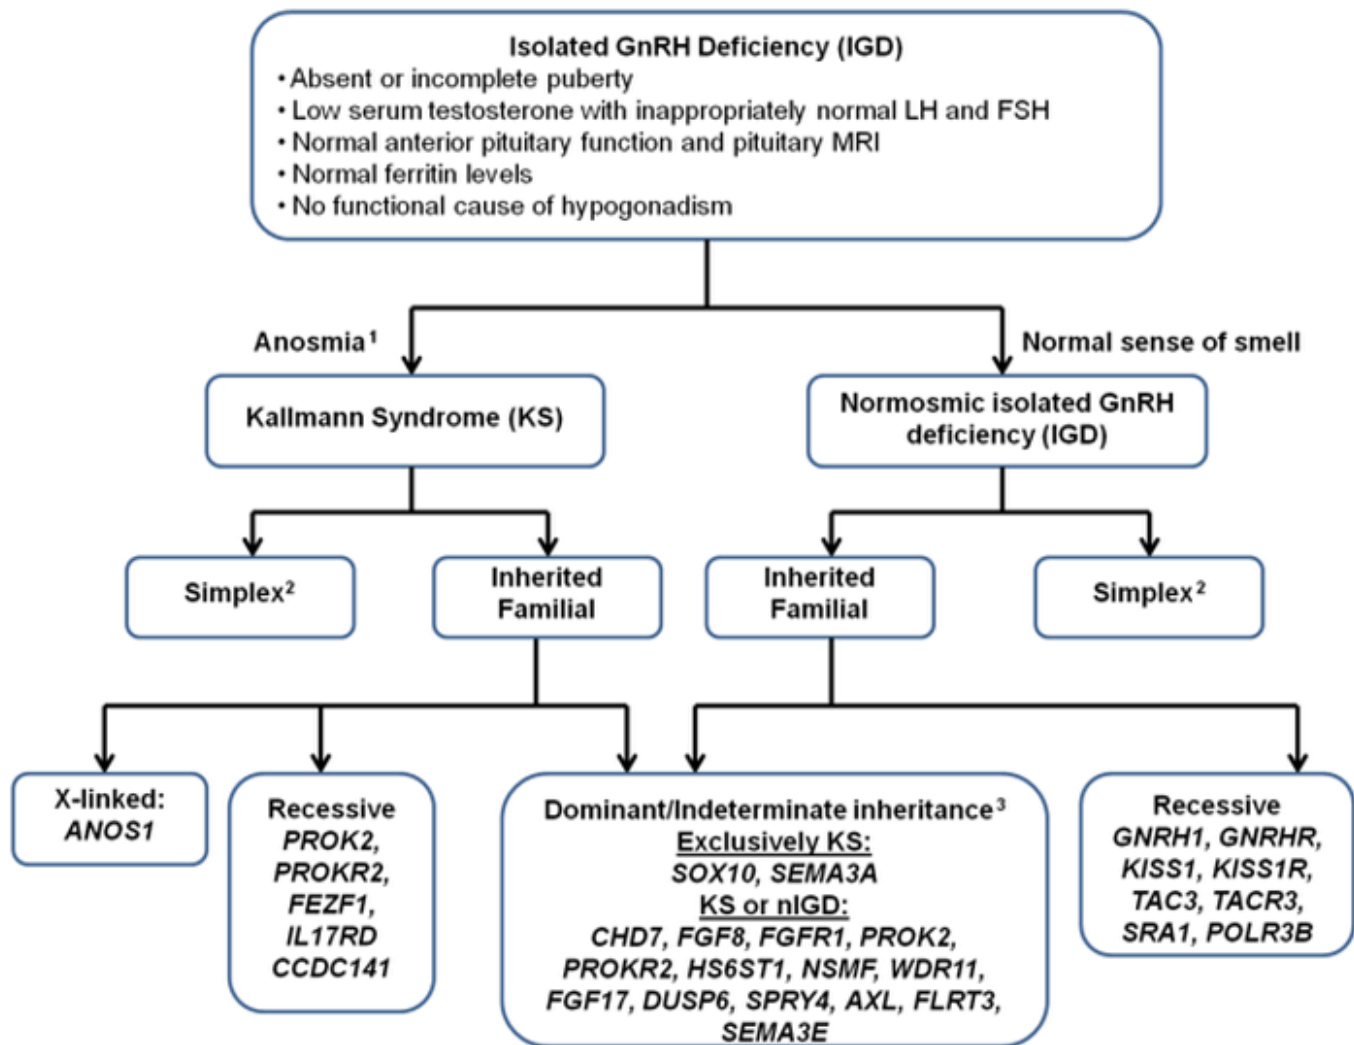 Isolated GnRH Deficiency (IGD)
• Absent or incomplete puberty
• Low serum testosterone with inappropriately normal LH and FSH
• Normal anterior pituitary function and pituitary MRI
• Normal ferritin levels
• No functional cause of hypogonadism
Anosmia¹
Normal sense of smell
Kallmann Syndrome (KS)
Normosmic isolated GnRH
deficiency (IGD)
Simplex²
Inherited
Familial
Inherited
Familial
Simplex²
X-linked:
ANOS1
Recessive
PROK2,
PROKR2,
FEZF1,
IL17RD
CCDC141
Dominant/Indeterminate inheritance³
Exclusively KS:
SOX10, SEMA3A
KS or nIGD:
CHD7, FGF8, FGFR1, PROK2,
PROKR2, HS6ST1, NSMF, WDR11,
FGF17, DUSP6, SPRY4, AXL, FLRT3,
SEMA3E
Recessive
GNRH1, GNRHR,
KISS1, KISS1R,
TAC3, TACR3,
SRA1, POLR3B